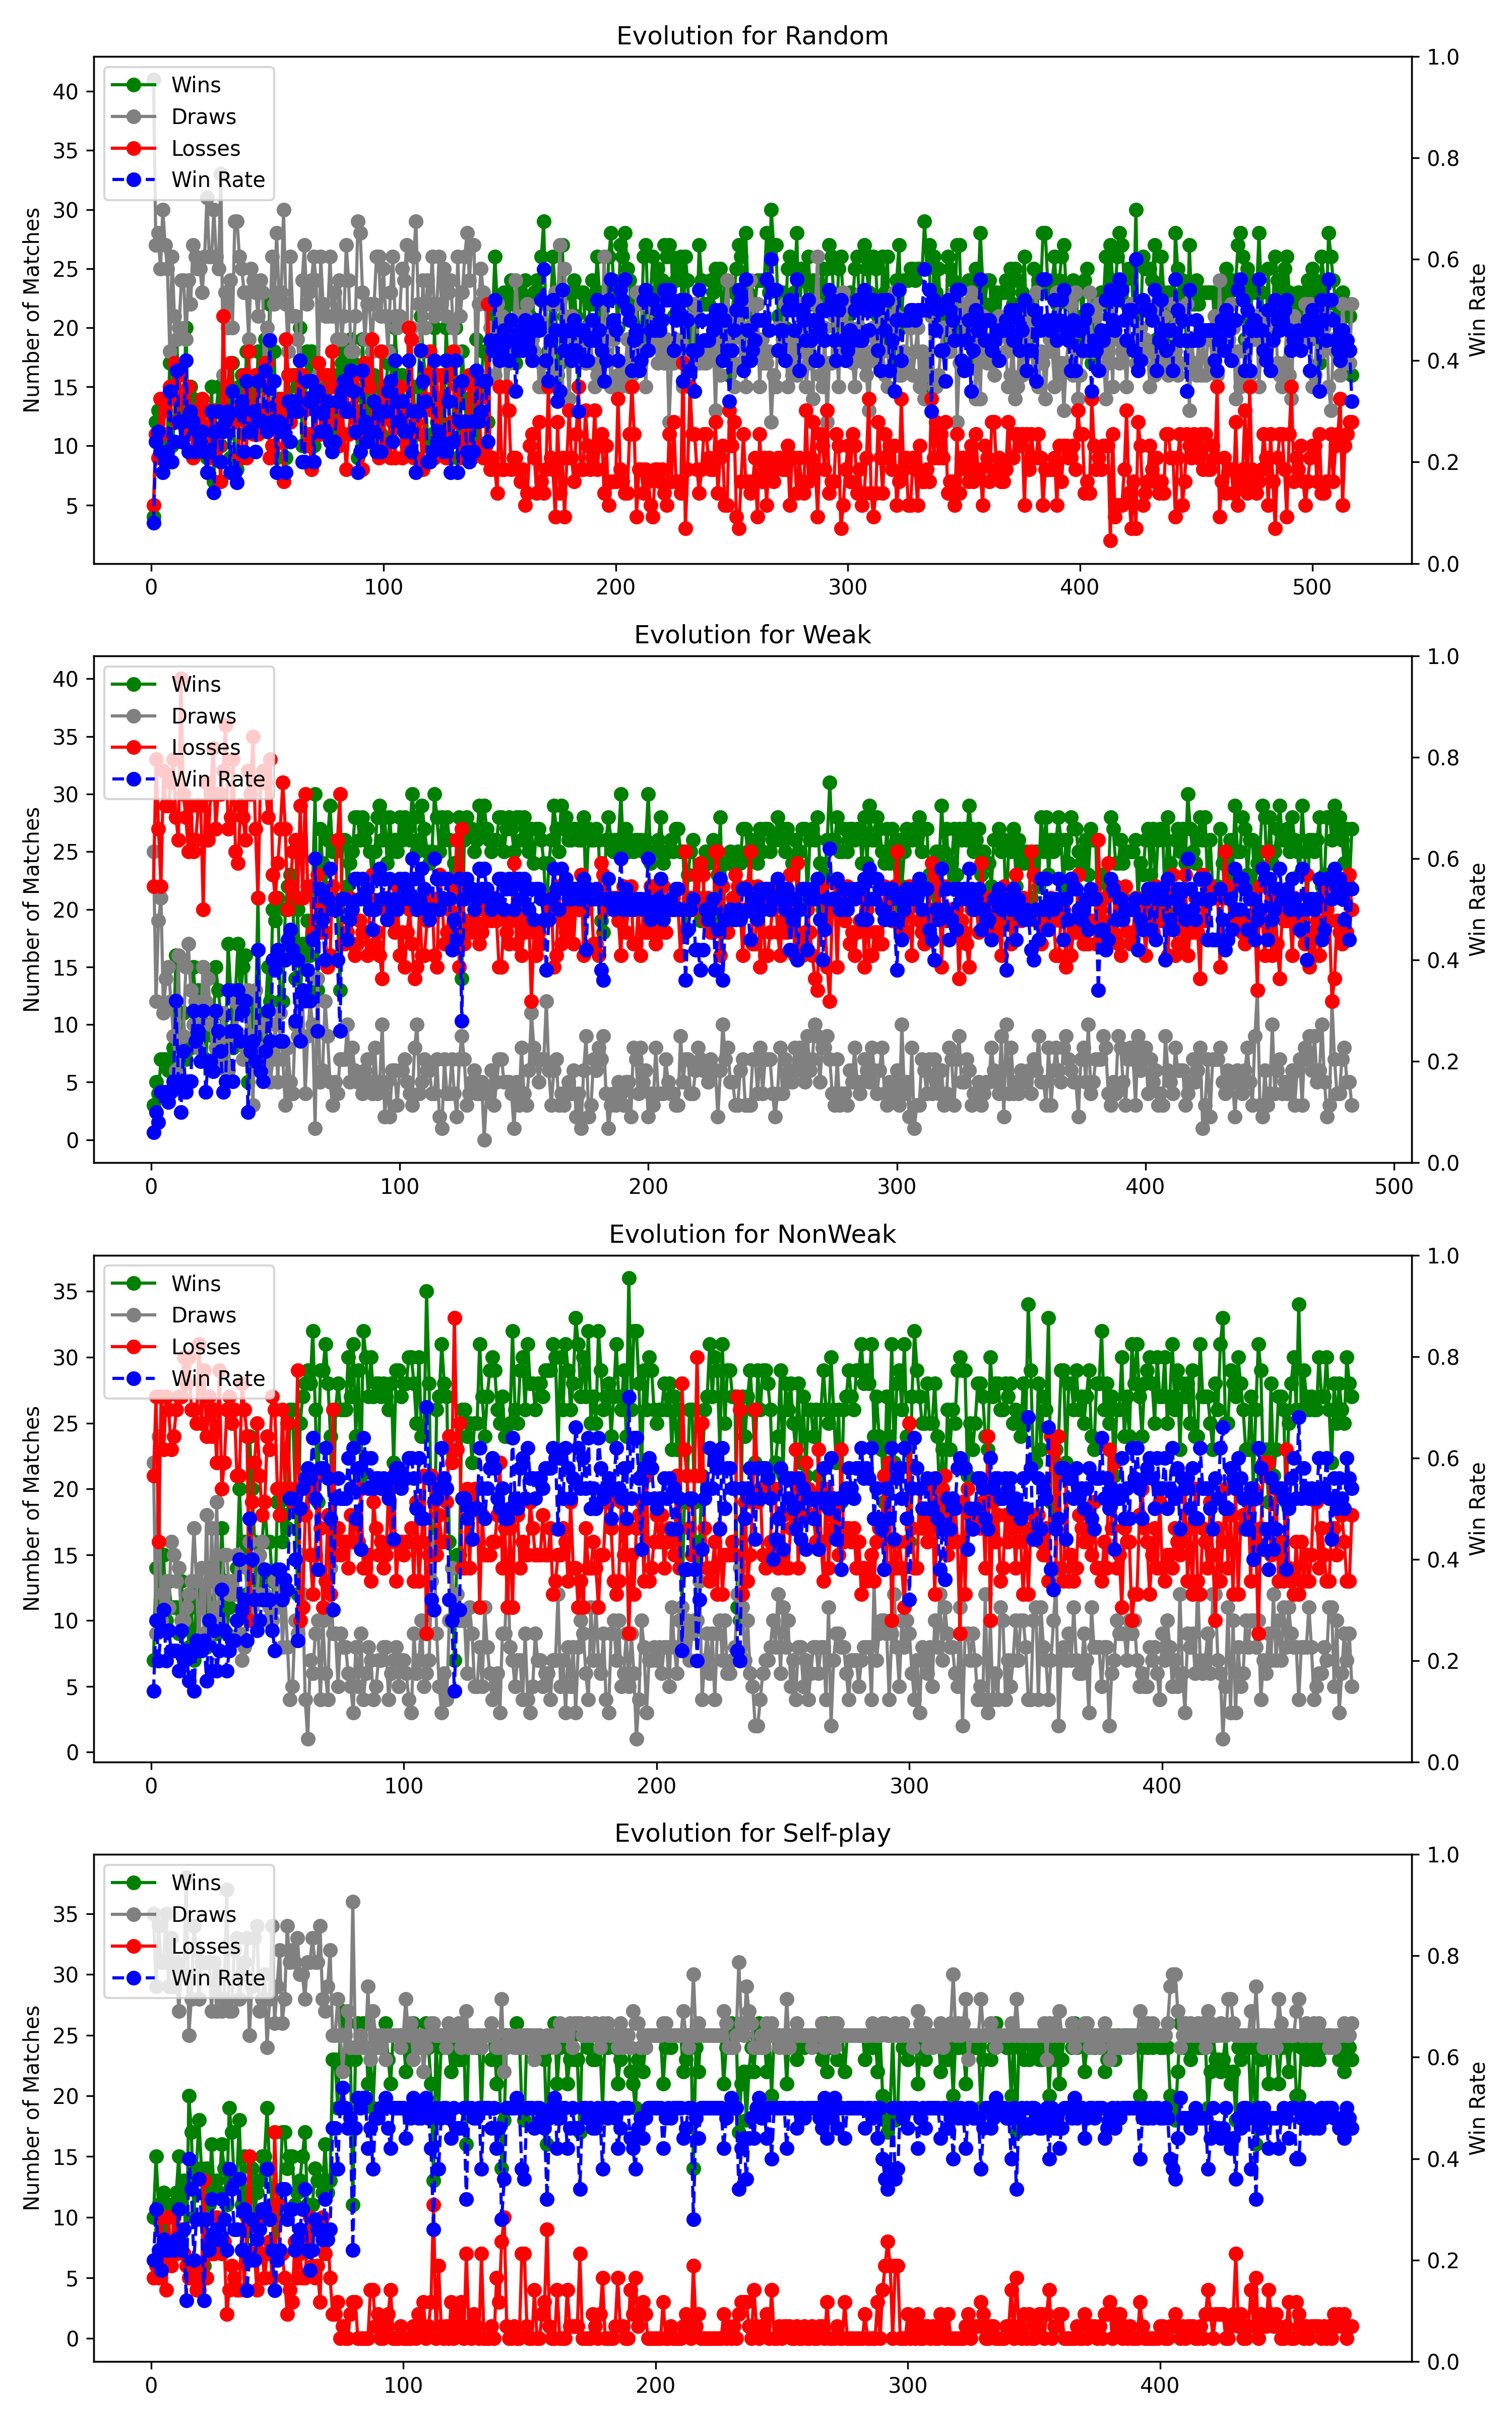 Evolution for Random
Wins
Draws
Losses
Win Rate
Number of Matches
40
35
30
25
20
15
10
5
1.0
0.8
0.6
0.4
0.2
0.0
Win Rate
0 100 200 300 400 500
Evolution for Weak
Wins
Draws
Losses
Win Rate
Number of Matches
40
35
30
25
20
15
10
5
0
1.0
0.8
0.6
0.4
0.2
0.0
Win Rate
0 100 200 300 400 500
Evolution for NonWeak
Wins
Draws
Losses
Win Rate
Number of Matches
35
30
25
20
15
10
5
0
1.0
0.8
0.6
0.4
0.2
0.0
Win Rate
0 100 200 300 400
Evolution for Self-play
Wins
Draws
Losses
Win Rate
Number of Matches
35
30
25
20
15
10
5
0
1.0
0.8
0.6
0.4
0.2
0.0
Win Rate
0 100 200 300 400